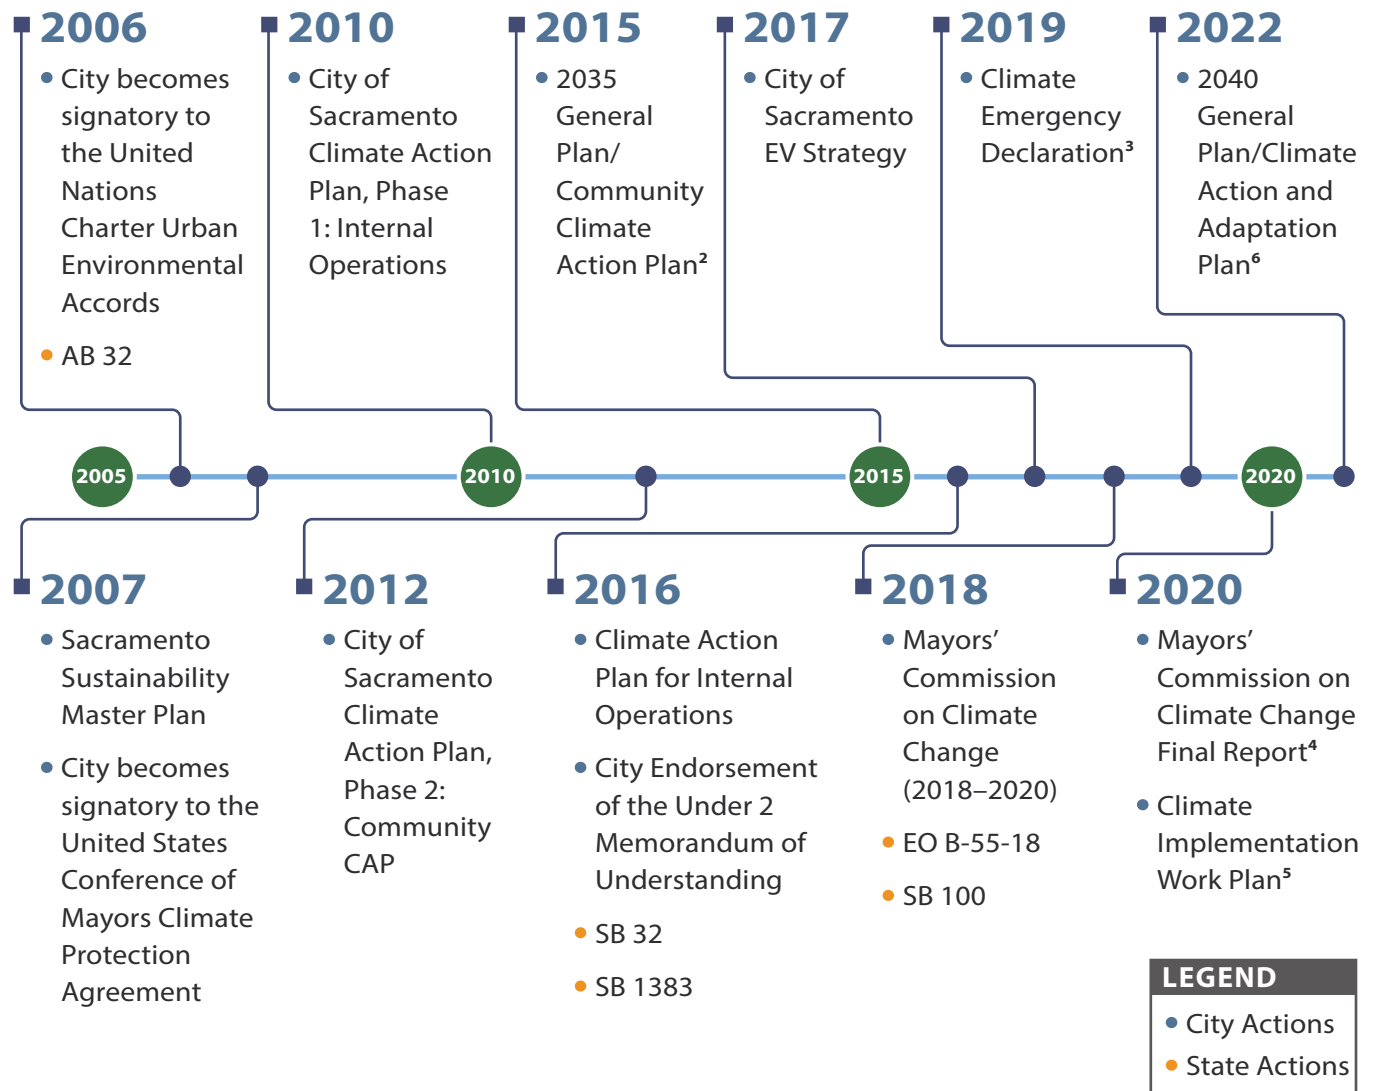 2006
City becomes
signatory to
the United
Nations
Charter Urban
Environmental
Accords
AB 32
2010
City of
Sacramento
Climate Action
Plan, Phase
1: Internal
Operations
2015
2035
General
Plan/
Community
Climate
Action Plan²
2017
City of
Sacramento
EV Strategy
2019
Climate
Emergency
Declaration³
2022
2040
General
Plan/Climate
Action and
Adaptation
Plan⁶
2005
2010
2015
2020
2007
Sacramento
Sustainability
Master Plan
City becomes
signatory to the
United States
Conference of
Mayors Climate
Protection
Agreement
2012
City of
Sacramento
Climate
Action Plan,
Phase 2:
Community
CAP
2016
Climate Action
Plan for Internal
Operations
City Endorsement
of the Under 2
Memorandum of
Understanding
SB 32
SB 1383
2018
Mayors’
Commission
on Climate
Change
(2018–2020)
EO B-55-18
SB 100
2020
Mayors’
Commission on
Climate Change
Final Report⁴
Climate
Implementation
Work Plan⁵
LEGEND
City Actions
State Actions